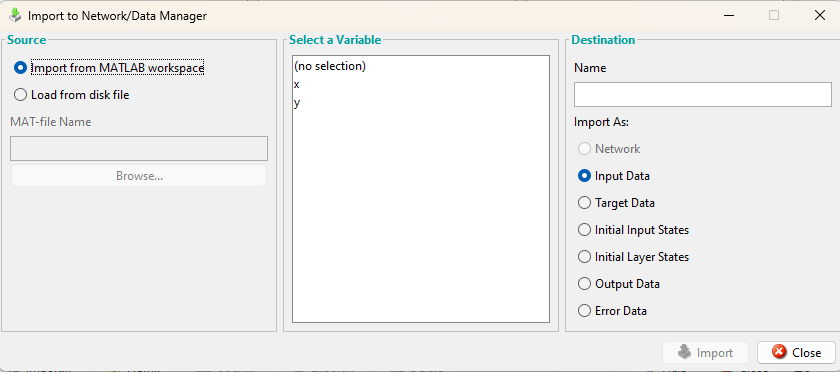 Import to Network/Data Manager
Source
Import from MATLAB workspace
Load from disk file
MAT-file Name
Browse...
Select a Variable
(no selection)
x
y
Destination
Name
Import As:
Network
Input Data
Target Data
Initial Input States
Initial Layer States
Output Data
Error Data
Import
Close